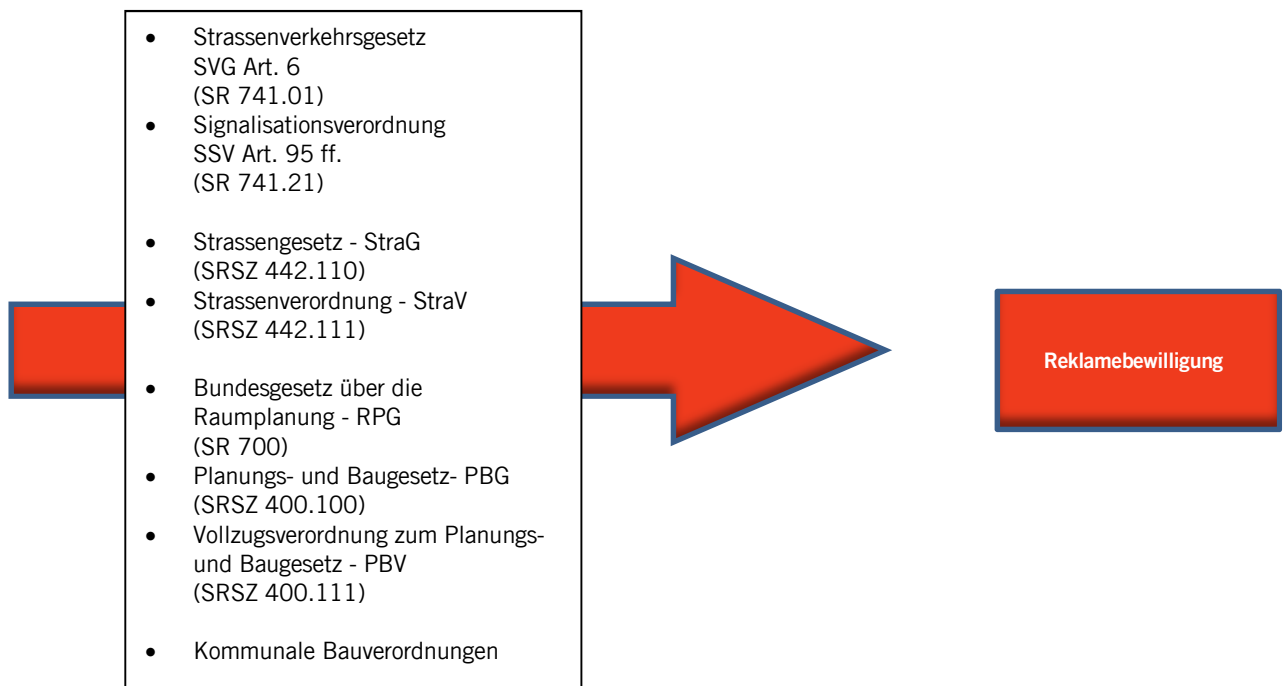 • Strassenverkehrsgesetz
SVG Art. 6
(SR 741.01)
• Signalisationsverordnung
SSV Art. 95 ff.
(SR 741.21)
• Strassengesetz - StraG
(SRSZ 442.110)
• Strassenverordnung - StraV
(SRSZ 442.111)
• Bundesgesetz über die
Raumplanung - RPG
(SR 700)
• Planungs- und Baugesetz- PBG
(SRSZ 400.100)
• Vollzugsverordnung zum Planungs-
und Baugesetz - PBV
(SRSZ 400.111)
• Kommunale Bauverordnungen
Reklamebewilligung